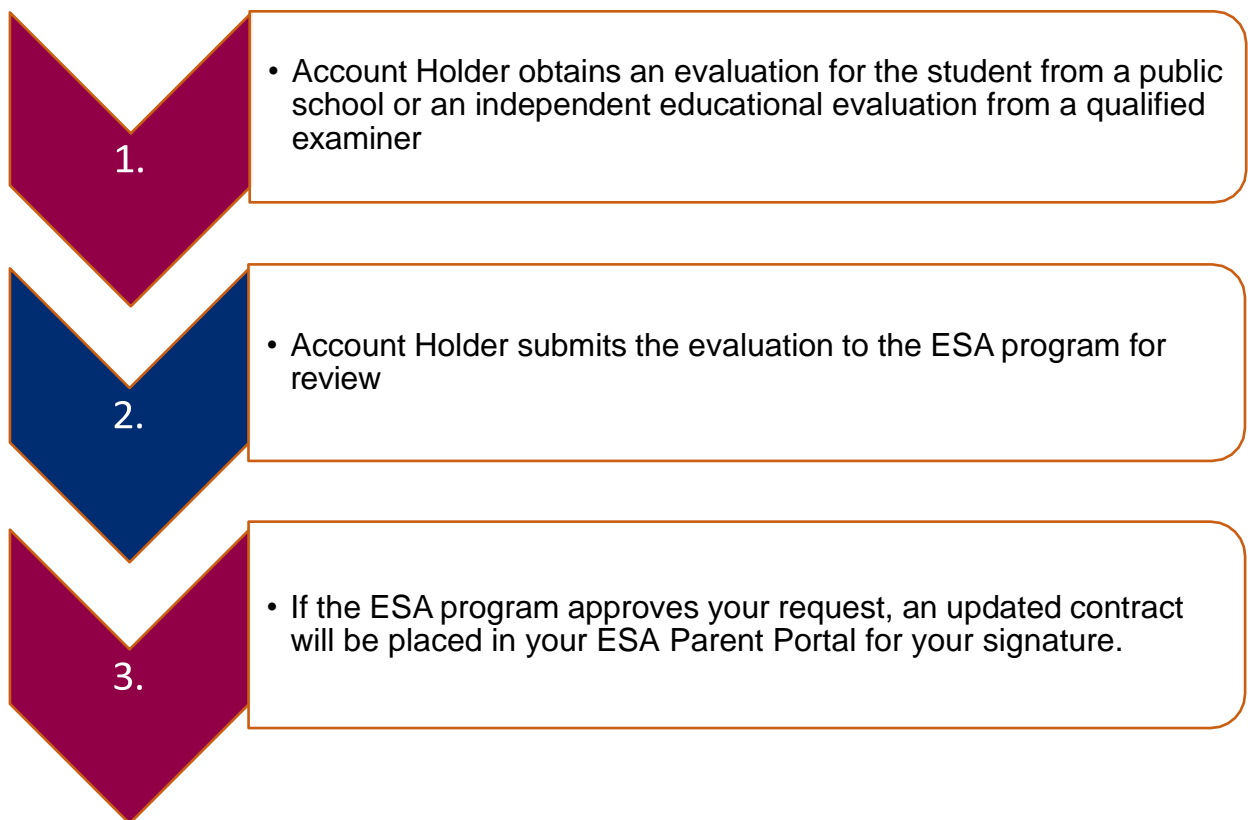 1.
• Account Holder obtains an evaluation for the student from a public
school or an independent educational evaluation from a qualified
examiner
2.
• Account Holder submits the evaluation to the ESA program for
review
3.
• If the ESA program approves your request, an updated contract
will be placed in your ESA Parent Portal for your signature.